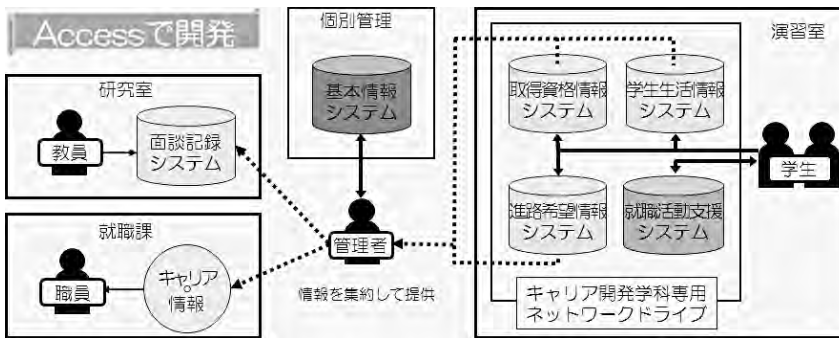 Accessで開発
個別管理
基本情報
システム
管理者
情報を集約して提供
研究室
教員
面談記録
システム
就職課
職員
キャリア
情報
演習室
取得資格情報
システム
学生生活情報
システム
進路希望情報
システム
就職活動支援
システム
学生
キャリア開発学科専用
ネットワークドライブ